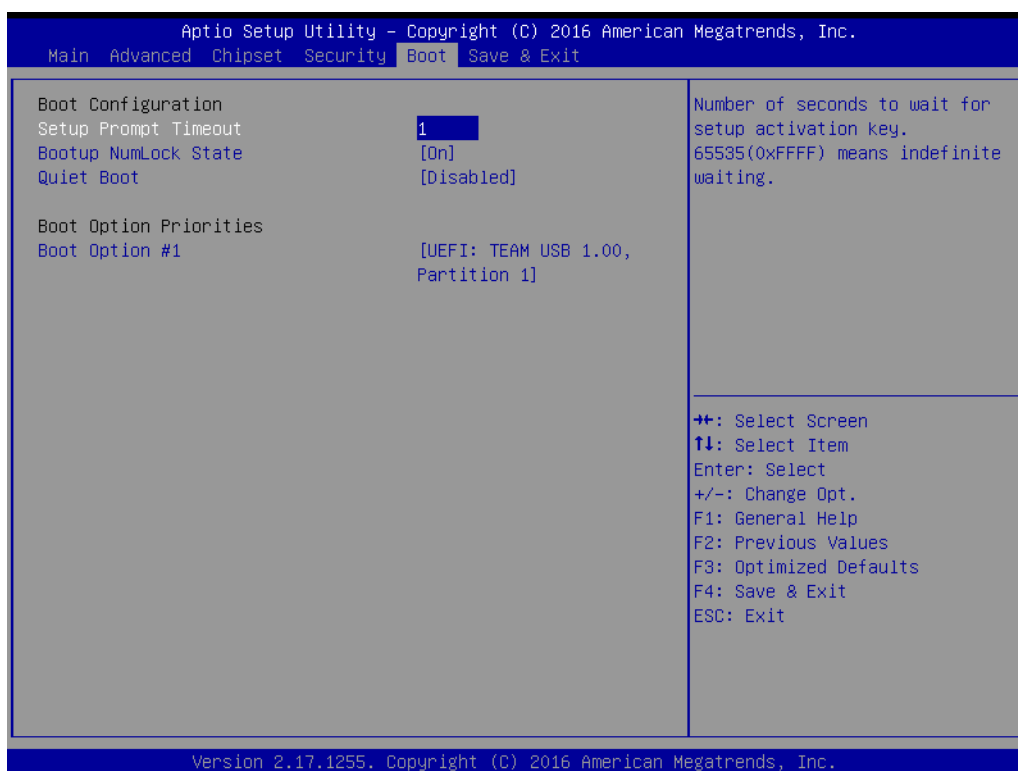 Aptio Setup Utility – Copyright (C) 2016 American Megatrends, Inc.
Main Advanced Chipset Security Boot Save & Exit
Boot Configuration
Setup Prompt Timeout 1
Bootup NumLock State [On]
Quiet Boot [Disabled]
Boot Option Priorities
Boot Option #1 [UEFI: TEAM USB 1.00,
Partition 1]
Number of seconds to wait for
setup activation key.
65535(0xFFFF) means indefinite
waiting.
→←: Select Screen
↑↓: Select Item
Enter: Select
+/-: Change Opt.
F1: General Help
F2: Previous Values
F3: Optimized Defaults
F4: Save & Exit
ESC: Exit
Version 2.17.1255. Copyright (C) 2016 American Megatrends, Inc.